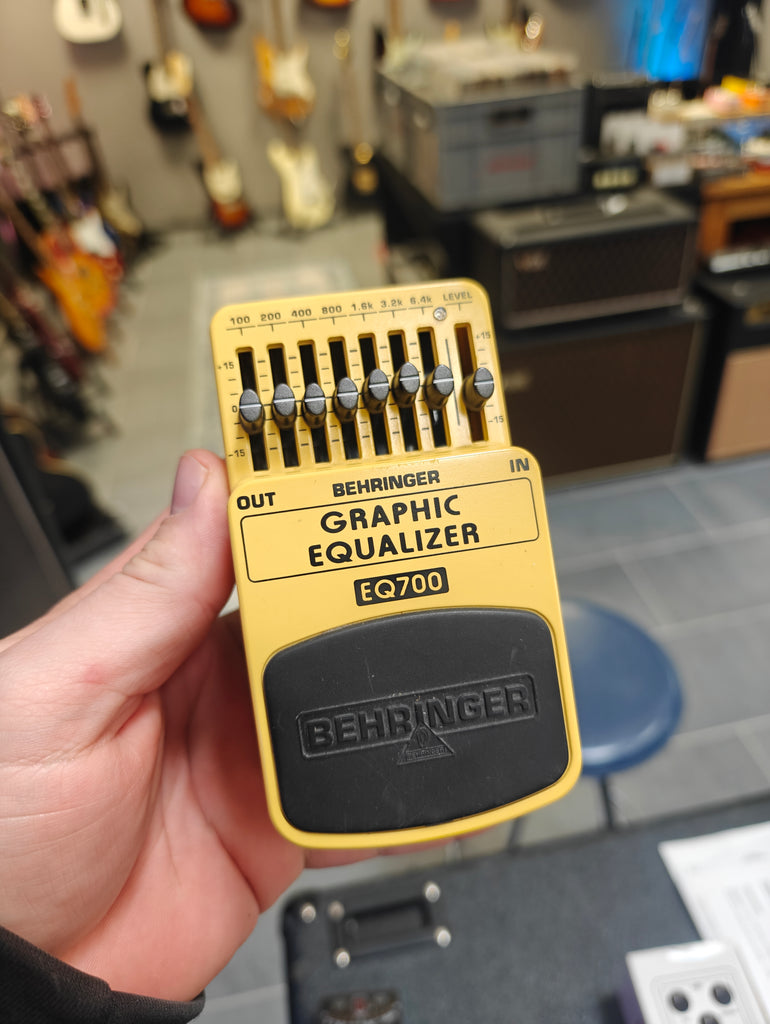 100 200 400 800 1.6k 3.2k 6.4k LEVEL
+15 +15
0
-15 -15
OUT BEHRINGER IN
GRAPHIC
EQUALIZER
EQ700
BEHRINGER